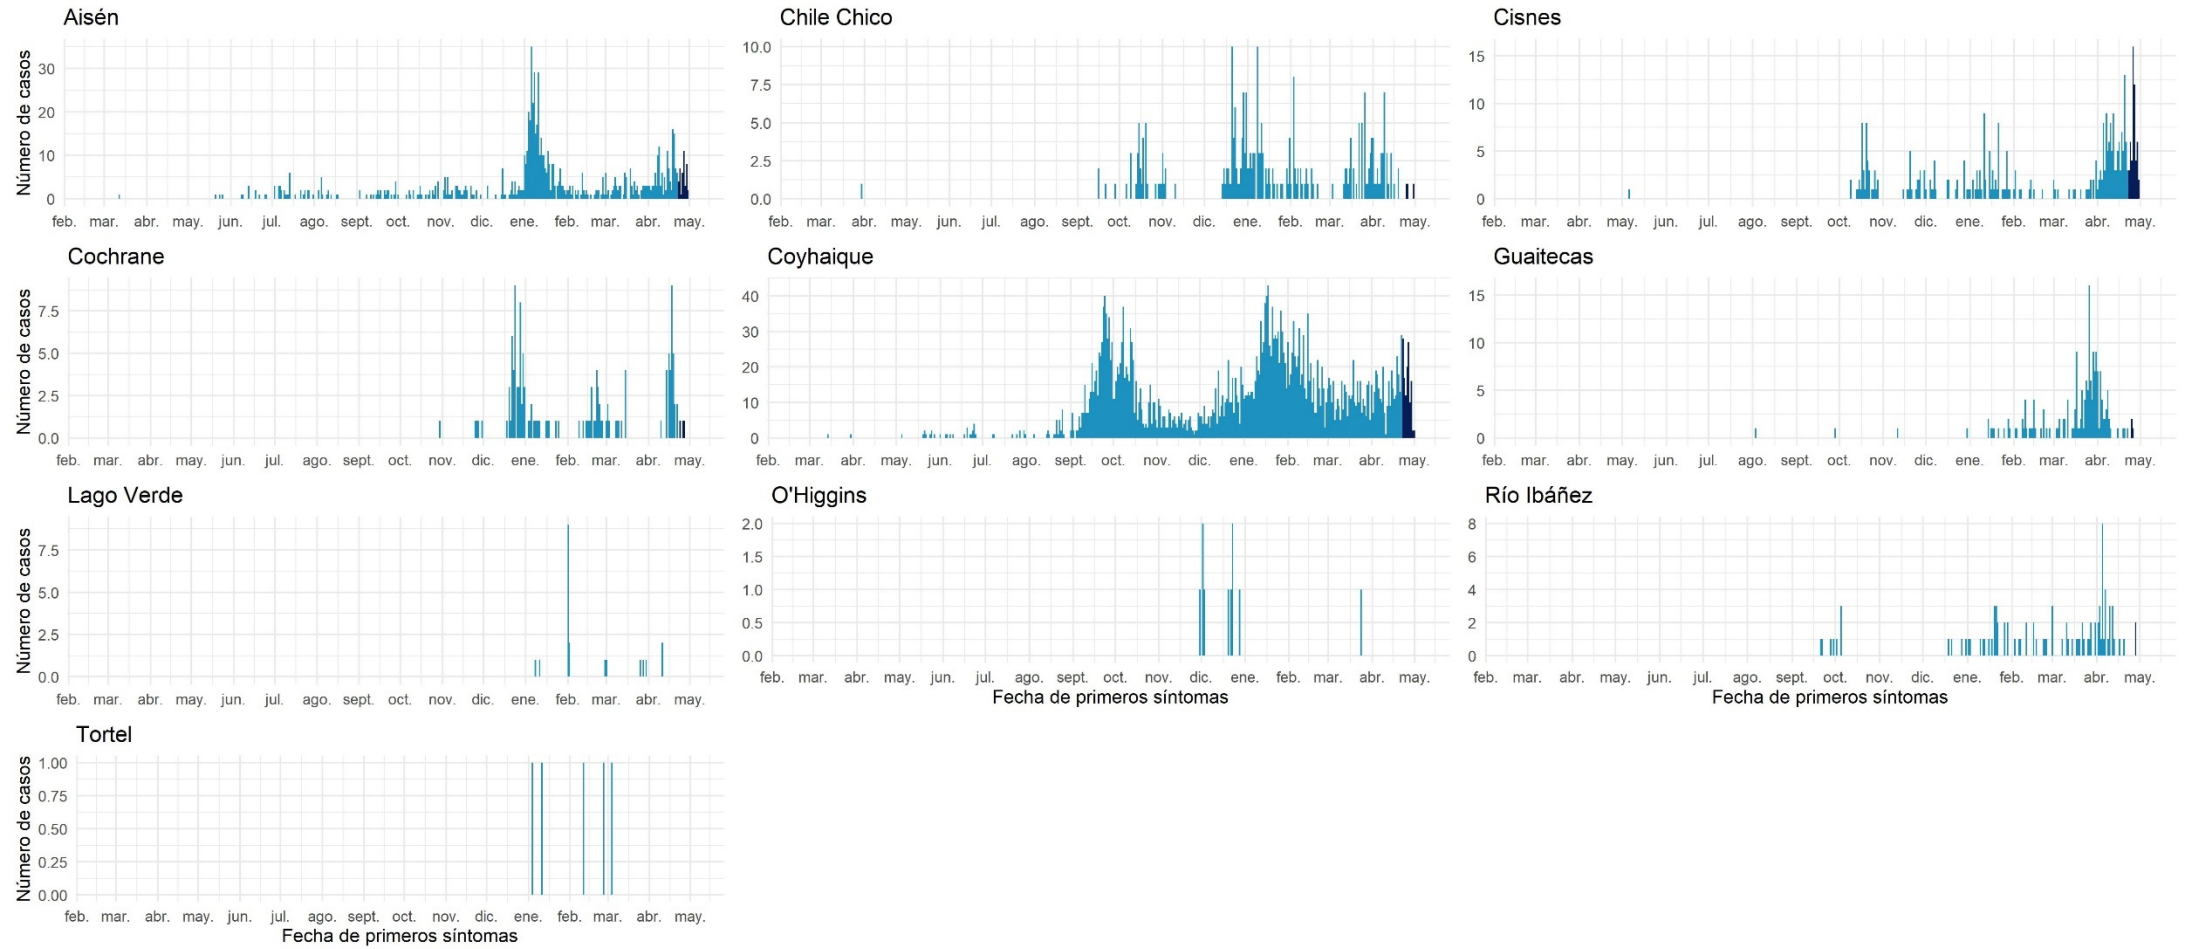 Aisén
Número de casos
30
20
10
0
feb. mar. abr. may. jun. jul. ago. sept. oct. nov. dic. ene. feb. mar. abr. may.
Chile Chico
10.0
7.5
5.0
2.5
0.0
feb. mar. abr. may. jun. jul. ago. sept. oct. nov. dic. ene. feb. mar. abr. may.
Cisnes
15
10
5
0
feb. mar. abr. may. jun. jul. ago. sept. oct. nov. dic. ene. feb. mar. abr. may.
Cochrane
Número de casos
7.5
5.0
2.5
0.0
feb. mar. abr. may. jun. jul. ago. sept. oct. nov. dic. ene. feb. mar. abr. may.
Coyhaique
40
30
20
10
0
feb. mar. abr. may. jun. jul. ago. sept. oct. nov. dic. ene. feb. mar. abr. may.
Guaitecas
15
10
5
0
feb. mar. abr. may. jun. jul. ago. sept. oct. nov. dic. ene. feb. mar. abr. may.
Lago Verde
Número de casos
7.5
5.0
2.5
0.0
feb. mar. abr. may. jun. jul. ago. sept. oct. nov. dic. ene. feb. mar. abr. may.
O'Higgins
2.0
1.5
1.0
0.5
0.0
feb. mar. abr. may. jun. jul. ago. sept. oct. nov. dic. ene. feb. mar. abr. may.
Fecha de primeros síntomas
Río Ibáñez
8
6
4
2
0
feb. mar. abr. may. jun. jul. ago. sept. oct. nov. dic. ene. feb. mar. abr. may.
Fecha de primeros síntomas
Tortel
Número de casos
1.00
0.75
0.50
0.25
0.00
feb. mar. abr. may. jun. jul. ago. sept. oct. nov. dic. ene. feb. mar. abr. may.
Fecha de primeros síntomas